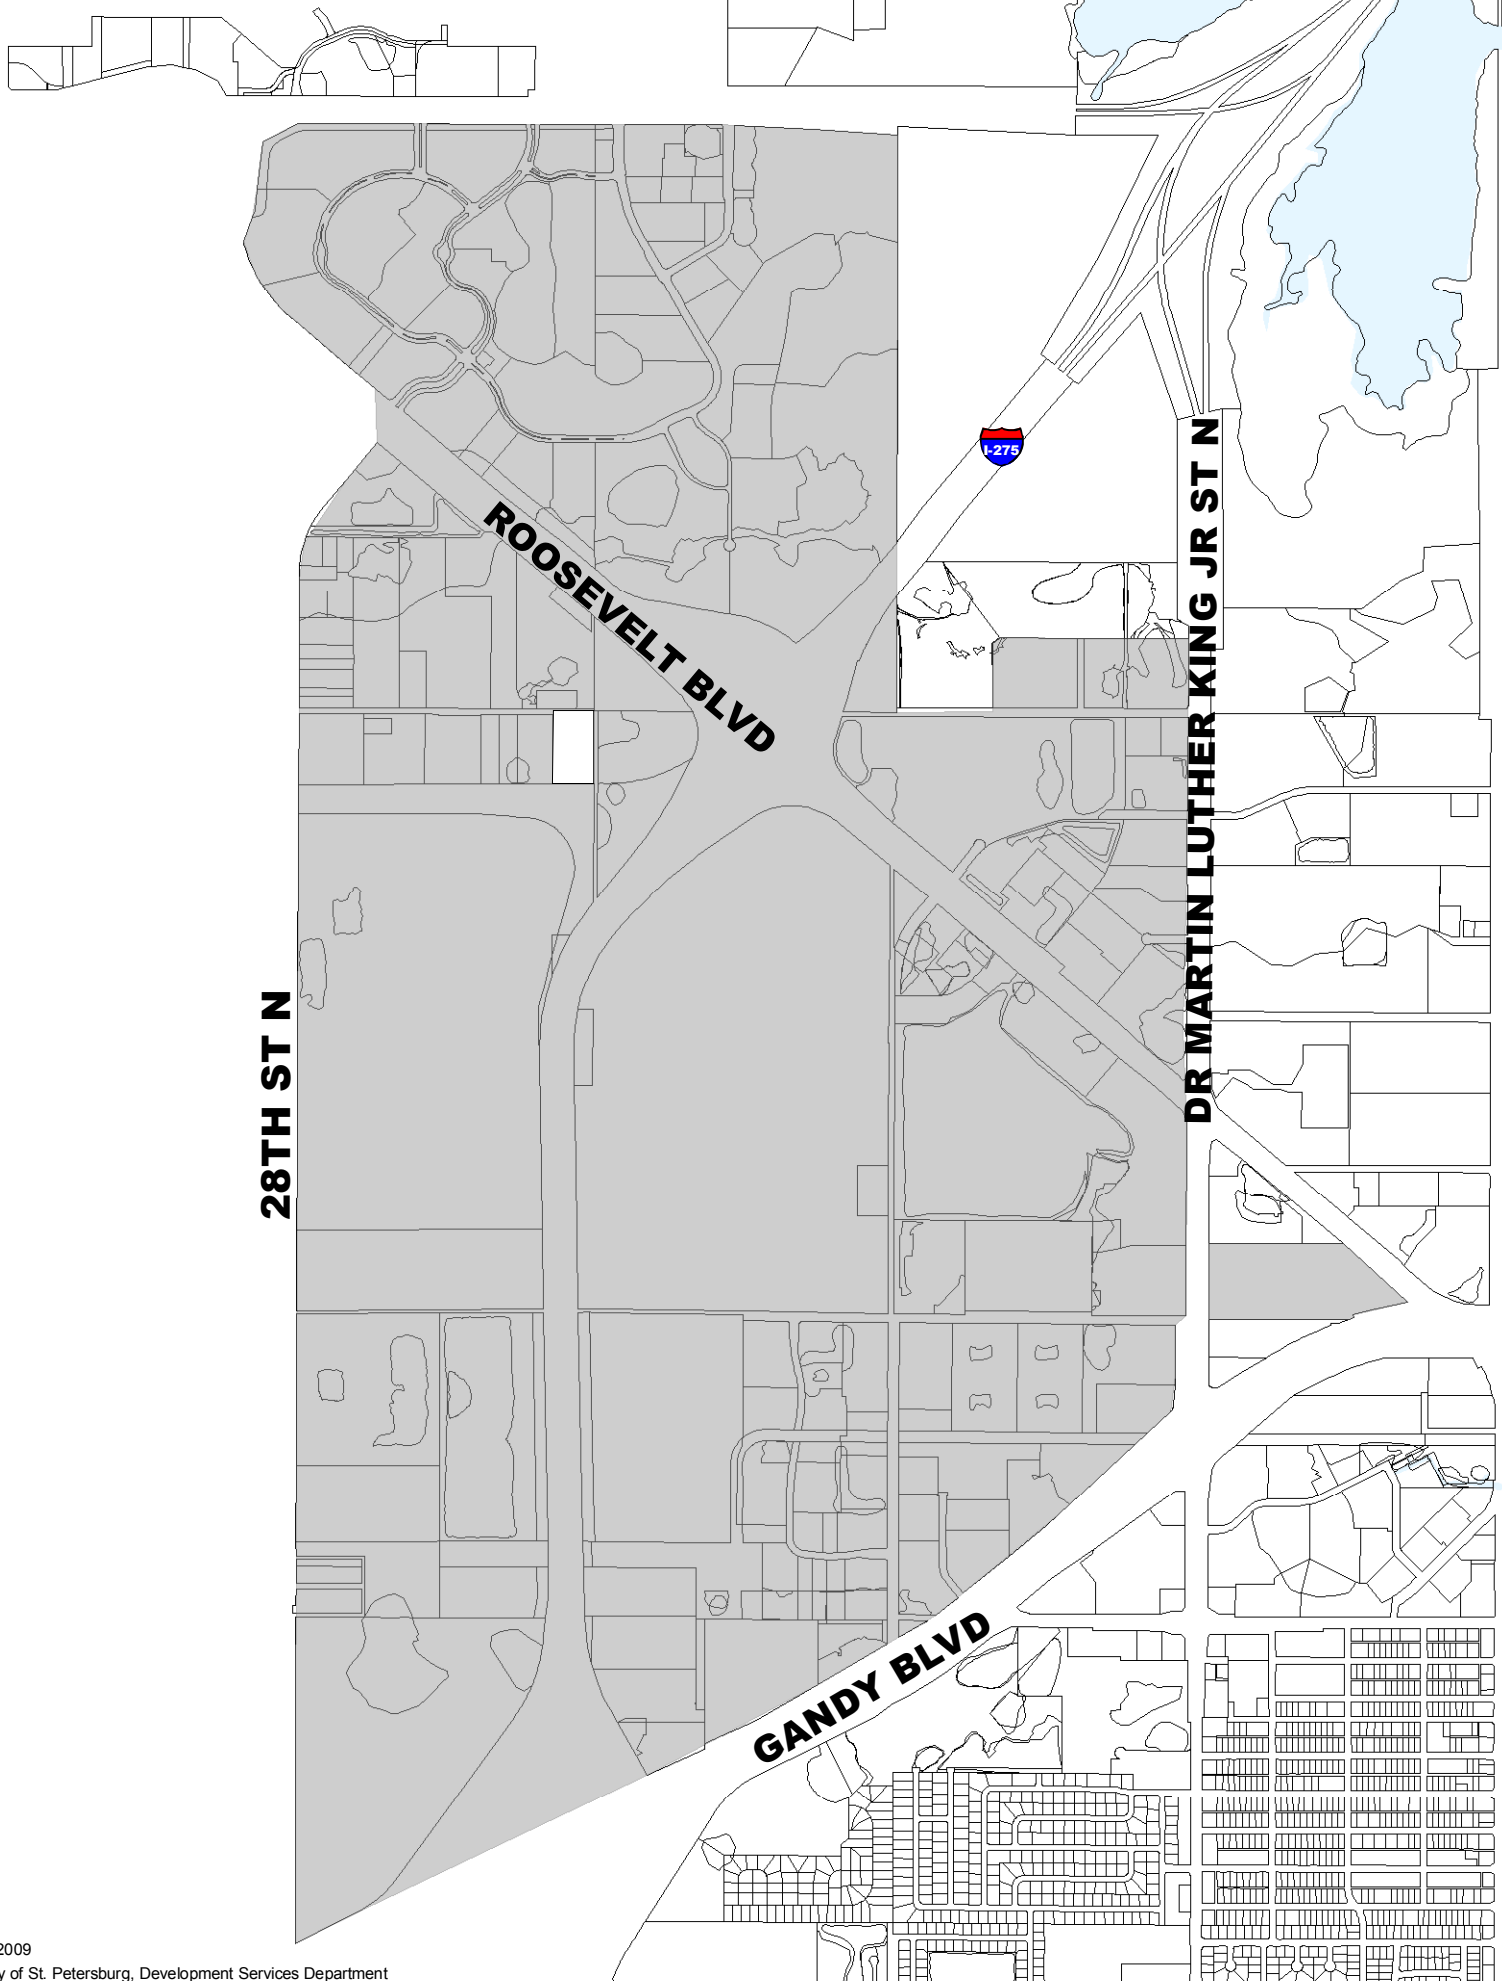 I-275
DR MARTIN LUTHER KING JR ST N
ROOSEVELT BLVD
28TH ST N
GANDY BLVD
2009
of St. Petersburg, Development Services Department